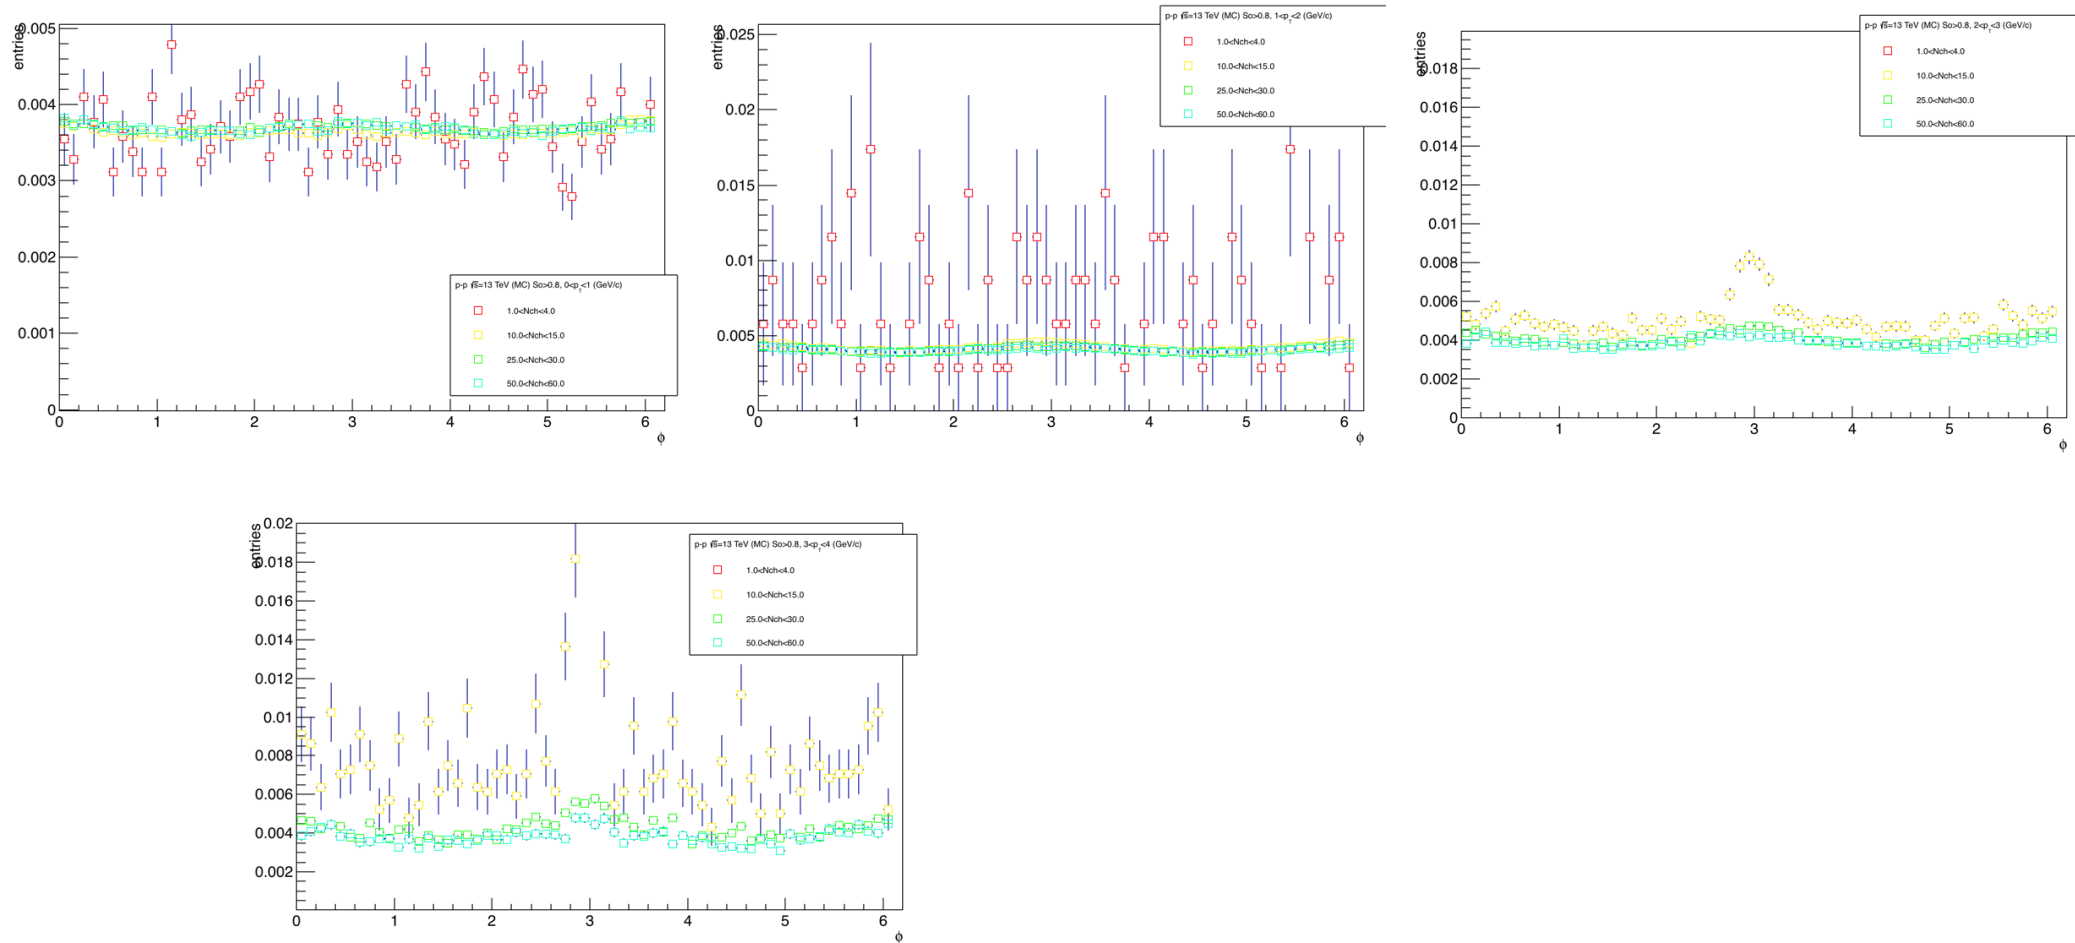 entries
0.005
0.004
0.003
0.002
0.001
0
0 1 2 3 4 5 6
ϕ
p-p √s=13 TeV (MC) So>0.8, 0<p_T<1 (GeV/c)
1.0<Nch<4.0
10.0<Nch<15.0
25.0<Nch<30.0
50.0<Nch<60.0
entries
0.025
0.02
0.015
0.01
0.005
0
0 1 2 3 4 5 6
ϕ
p-p √s=13 TeV (MC) So>0.8, 1<p_T<2 (GeV/c)
1.0<Nch<4.0
10.0<Nch<15.0
25.0<Nch<30.0
50.0<Nch<60.0
entries
0.018
0.016
0.014
0.012
0.01
0.008
0.006
0.004
0.002
0
0 1 2 3 4 5 6
ϕ
p-p √s=13 TeV (MC) So>0.8, 2<p_T<3 (GeV/c)
1.0<Nch<4.0
10.0<Nch<15.0
25.0<Nch<30.0
50.0<Nch<60.0
entries
0.02
0.018
0.016
0.014
0.012
0.01
0.008
0.006
0.004
0.002
0 1 2 3 4 5 6
ϕ
p-p √s=13 TeV (MC) So>0.8, 3<p_T<4 (GeV/c)
1.0<Nch<4.0
10.0<Nch<15.0
25.0<Nch<30.0
50.0<Nch<60.0